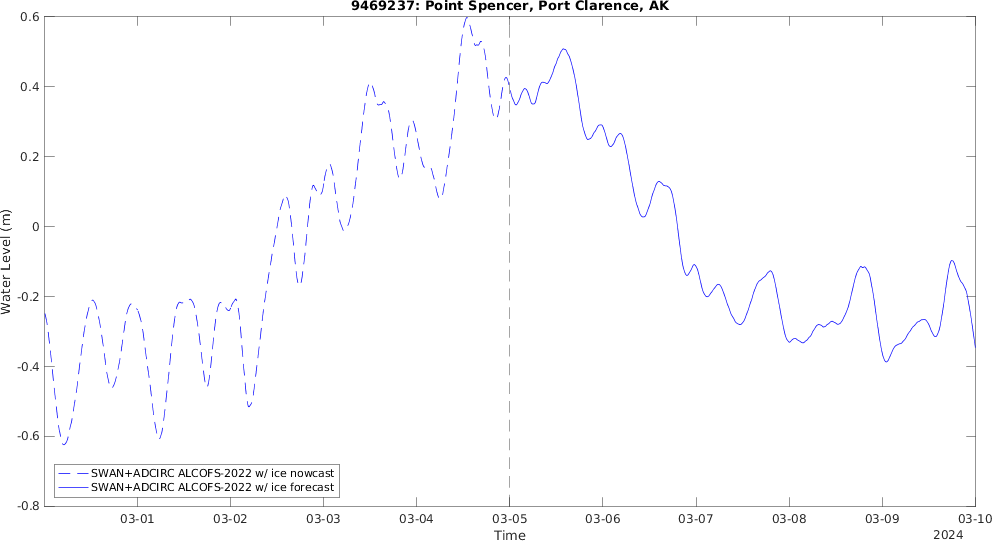 9469237: Point Spencer, Port Clarence, AK
0.6
0.4
0.2
0
-0.2
-0.4
-0.6
-0.8
Water Level (m)
SWAN+ADCIRC ALCOFS-2022 w/ ice nowcast
SWAN+ADCIRC ALCOFS-2022 w/ ice forecast
03-01 03-02 03-03 03-04 03-05 03-06 03-07 03-08 03-09 03-10
Time
2024